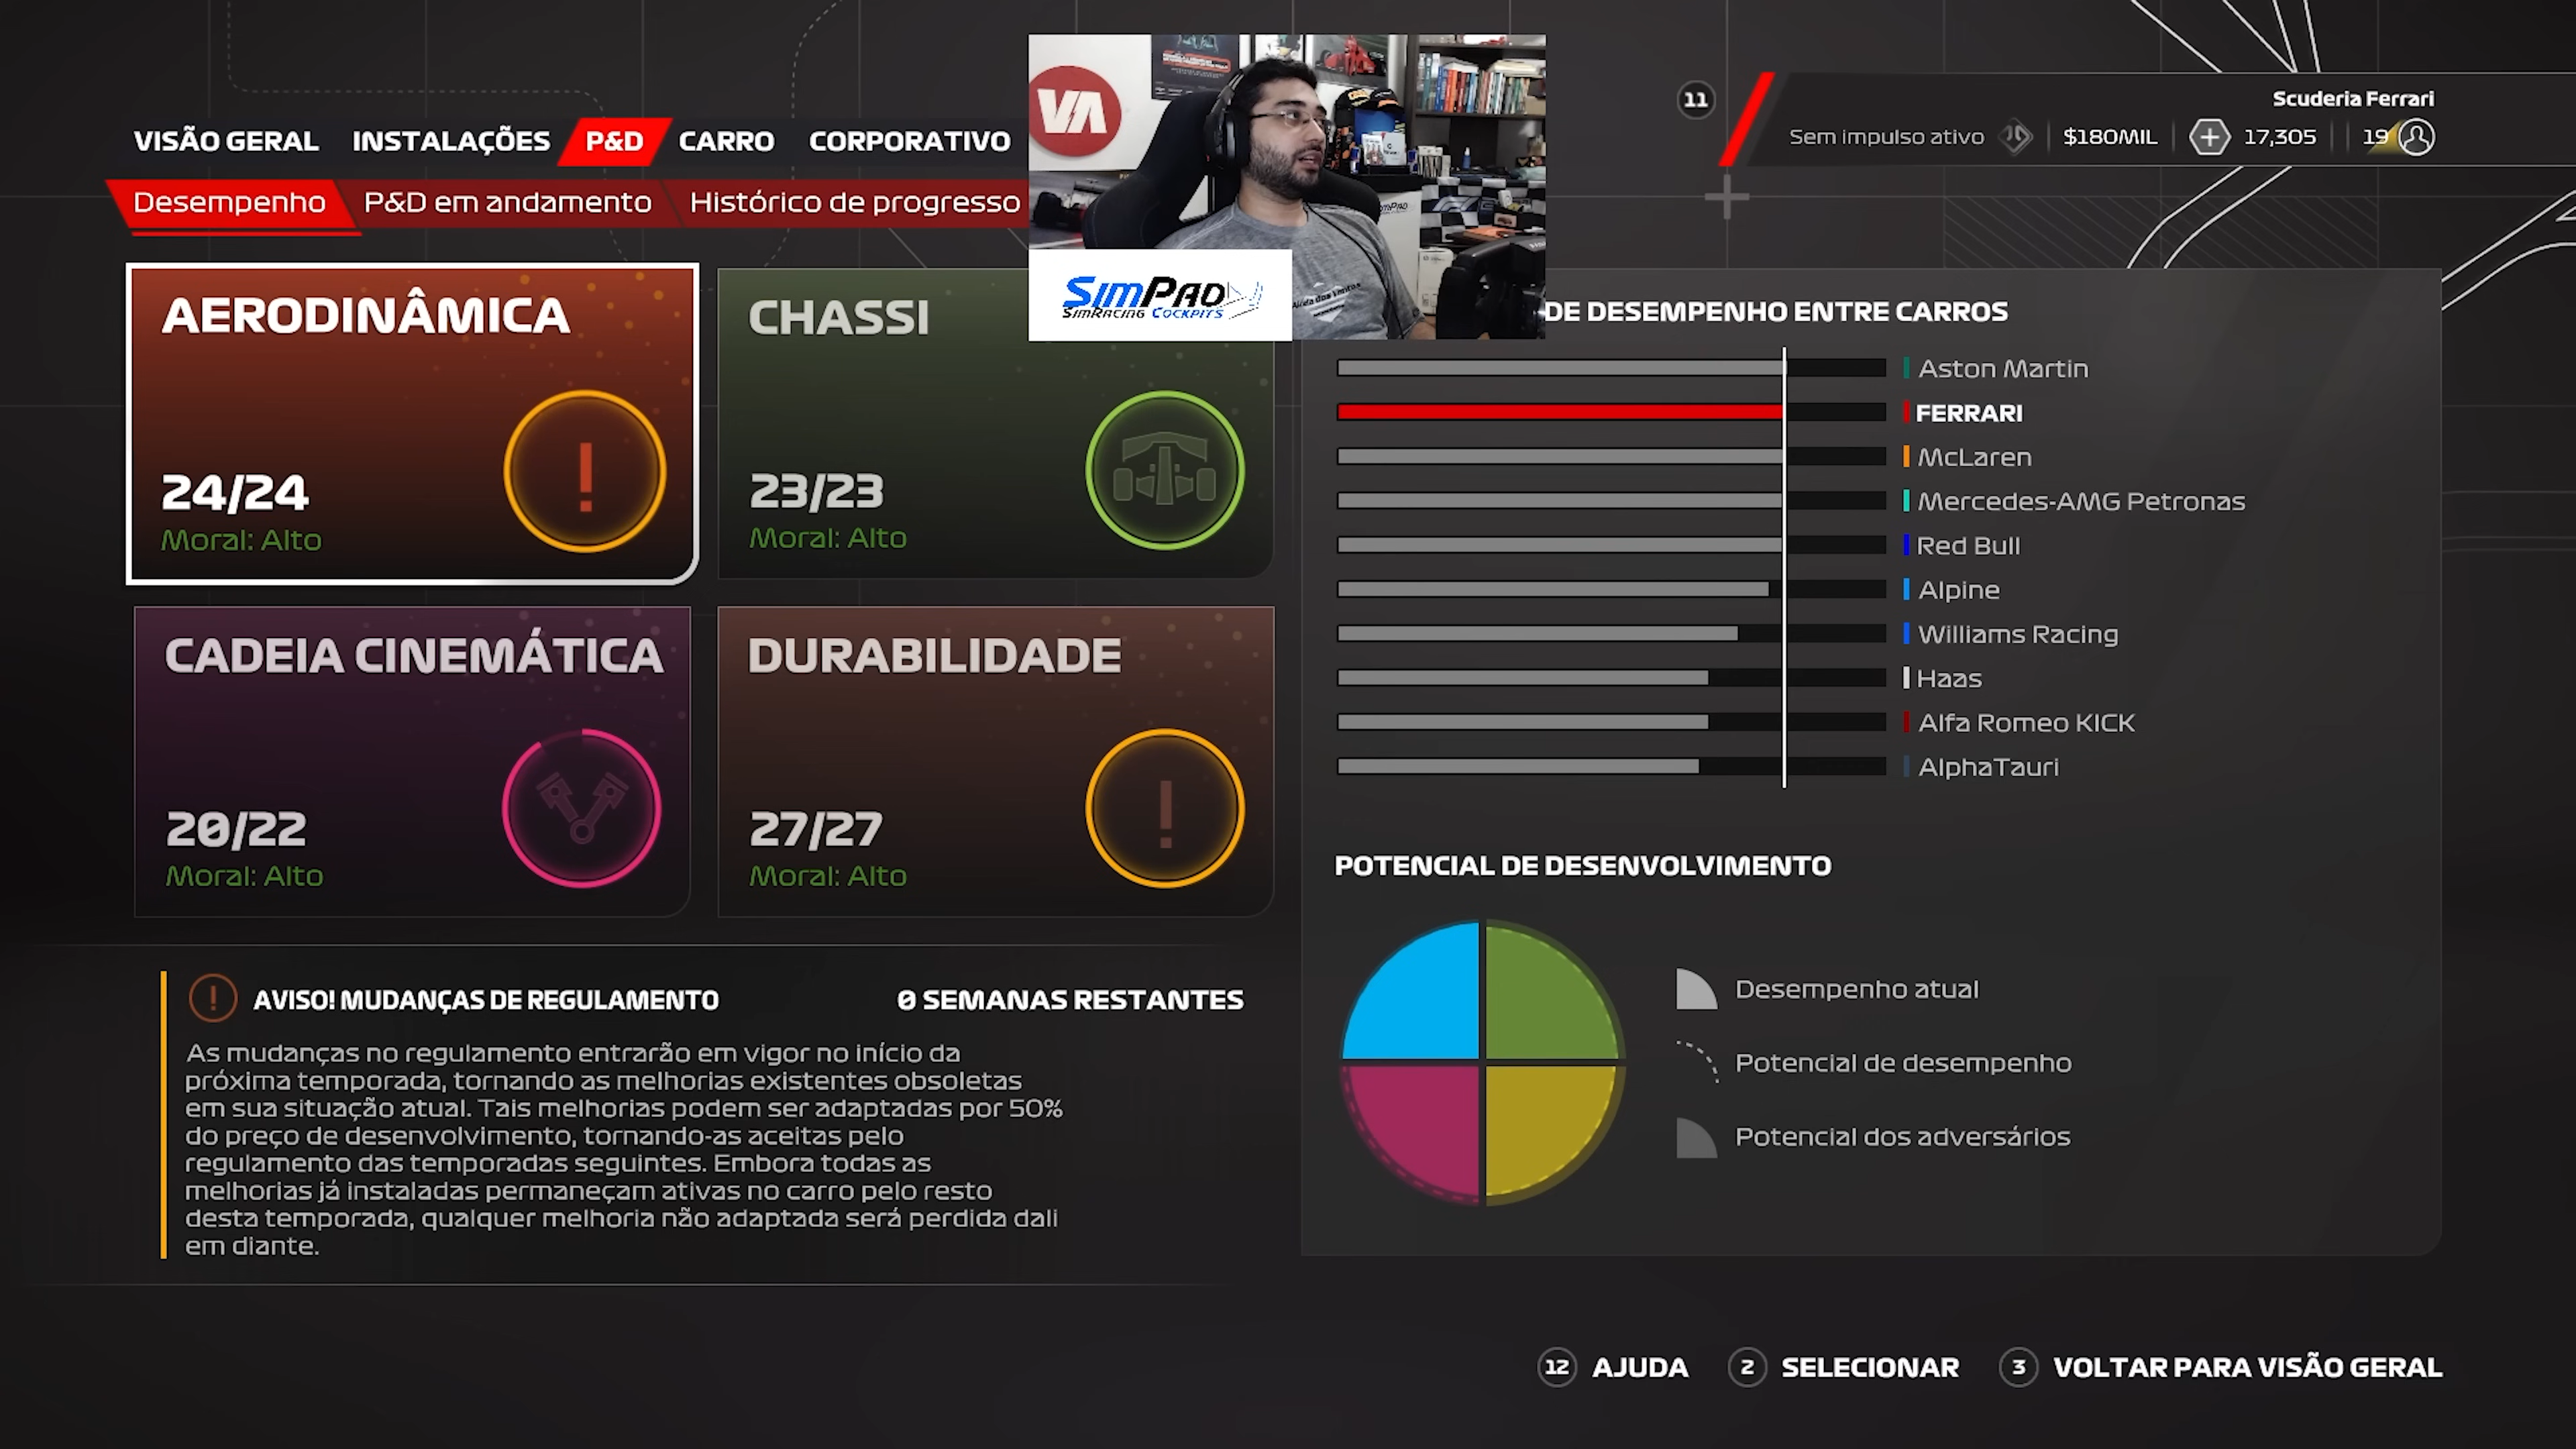 VISÃO GERAL INSTALAÇÕES P&D CARRO CORPORATIVO
Desempenho P&D em andamento Histórico de progresso
11
Scuderia Ferrari
Sem impulso ativo $180MIL 17,305 19
VA
SimPad
SimRacing Cockpits
AERODINÂMICA
24/24
Moral: Alto
CHASSI
23/23
Moral: Alto
CADEIA CINEMÁTICA
20/22
Moral: Alto
DURABILIDADE
27/27
Moral: Alto
AVISO! MUDANÇAS DE REGULAMENTO 0 SEMANAS RESTANTES
As mudanças no regulamento entrarão em vigor no início da
próxima temporada, tornando as melhorias existentes obsoletas
em sua situação atual. Tais melhorias podem ser adaptadas por 50%
do preço de desenvolvimento, tornando-as aceitas pelo
regulamento das temporadas seguintes. Embora todas as
melhorias já instaladas permaneçam ativas no carro pelo resto
desta temporada, qualquer melhoria não adaptada será perdida dali
em diante.
DE DESEMPENHO ENTRE CARROS
Aston Martin
FERRARI
McLaren
Mercedes-AMG Petronas
Red Bull
Alpine
Williams Racing
Haas
Alfa Romeo KICK
AlphaTauri
POTENCIAL DE DESENVOLVIMENTO
Desempenho atual
Potencial de desempenho
Potencial dos adversários
12 AJUDA 2 SELECIONAR 3 VOLTAR PARA VISÃO GERAL